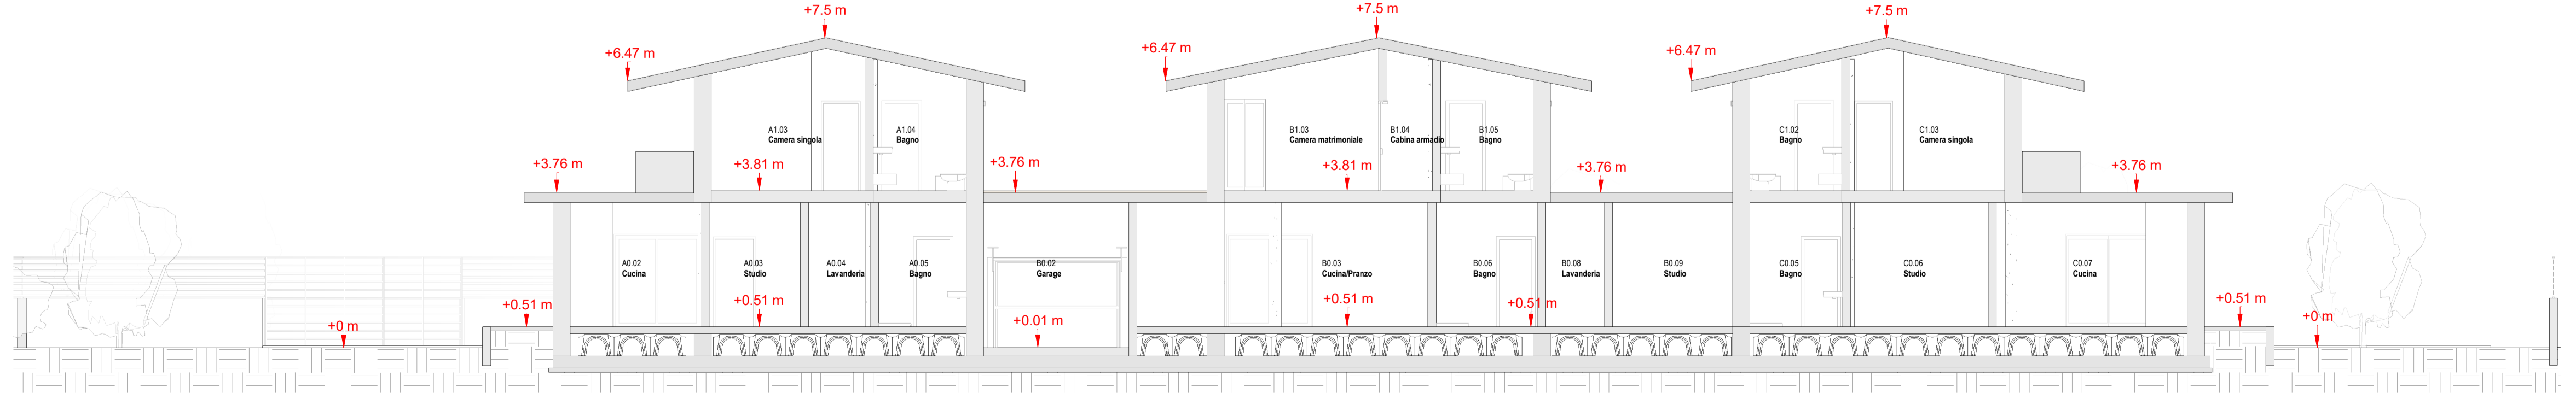 +7.5 m
+7.5 m
+7.5 m
+6.47 m
+6.47 m
+6.47 m
A1.03
Camera singola
A1.04
Bagno
B1.03
Camera matrimoniale
B1.04
Cabina armadio
B1.05
Bagno
C1.02
Bagno
C1.03
Camera singola
+3.76 m
+3.81 m
+3.76 m
+3.81 m
+3.76 m
+3.76 m
A0.02
Cucina
A0.03
Studio
A0.04
Lavanderia
A0.05
Bagno
B0.02
Garage
B0.03
Cucina/Pranzo
B0.06
Bagno
B0.08
Lavanderia
B0.09
Studio
C0.05
Bagno
C0.06
Studio
C0.07
Cucina
+0 m
+0.51 m
+0.51 m
+0.01 m
+0.51 m
+0.51 m
+0.51 m
+0 m